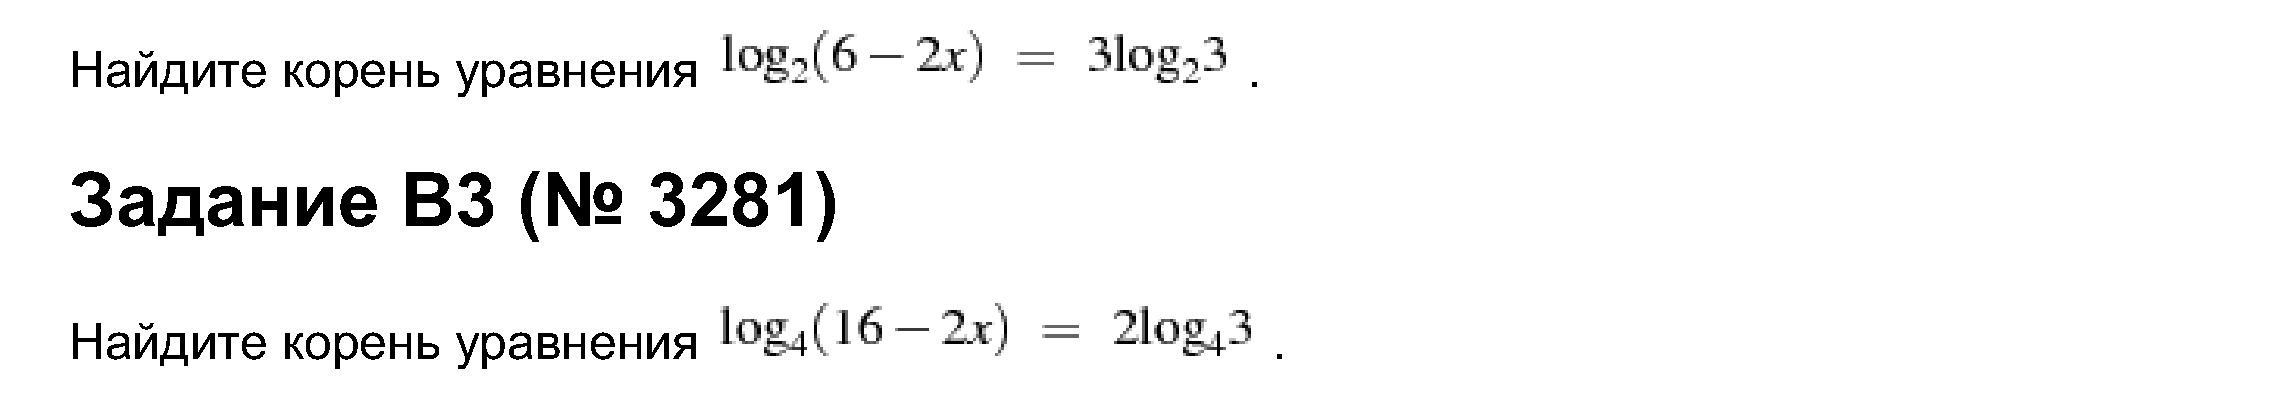 Найдите корень уравнения log₂(6 − 2x) = 3log₂3 .
Задание B3 (№ 3281)
Найдите корень уравнения log₄(16 − 2x) = 2log₄3 .